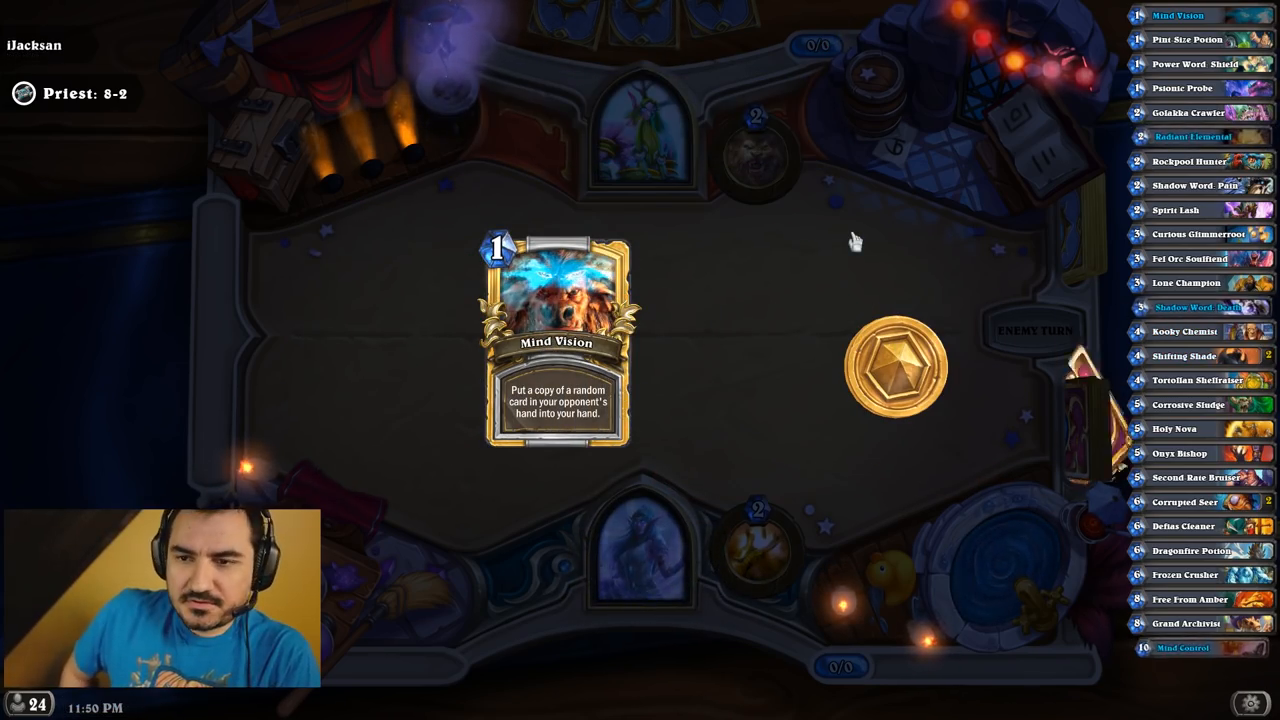 iJacksan
Priest: 8-2
0/0
2
1
Mind Vision
Put a copy of a random
card in your opponent's
hand into your hand.
ENEMY TURN
2
0/0
24
11:50 PM
1 Mind Vision
1 Pint Size Potion
1 Power Word Shield
1 Psionic Probe
2 Golakka Crawler
2 Radiant Elemental
2 Rockpool Hunter
2 Shadow Word Pain
2 Spirit Lash
3 Curious Glimmerroot
3 Fel Orc Soulfiend
3 Lone Champion
3 Shadow Word Death
4 Kooky Chemist
4 Shifting Shade 2
4 Tortollan Shellraiser
5 Corrosive Sludge
5 Holy Nova
5 Onyx Bishop
5 Second Rate Bruiser
6 Corrupted Seer 2
6 Defias Cleaner
6 Dragonfire Potion
6 Frozen Crusher
8 Free From Amber
8 Grand Archivist
10 Mind Control